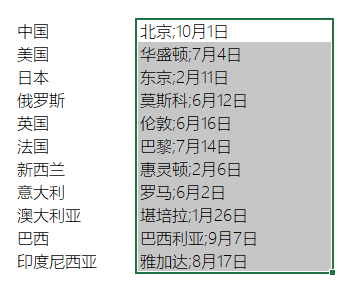 中国 北京;10月1日
美国 华盛顿;7月4日
日本 东京;2月11日
俄罗斯 莫斯科;6月12日
英国 伦敦;6月16日
法国 巴黎;7月14日
新西兰 惠灵顿;2月6日
意大利 罗马;6月2日
澳大利亚 堪培拉;1月26日
巴西 巴西利亚;9月7日
印度尼西亚 雅加达;8月17日